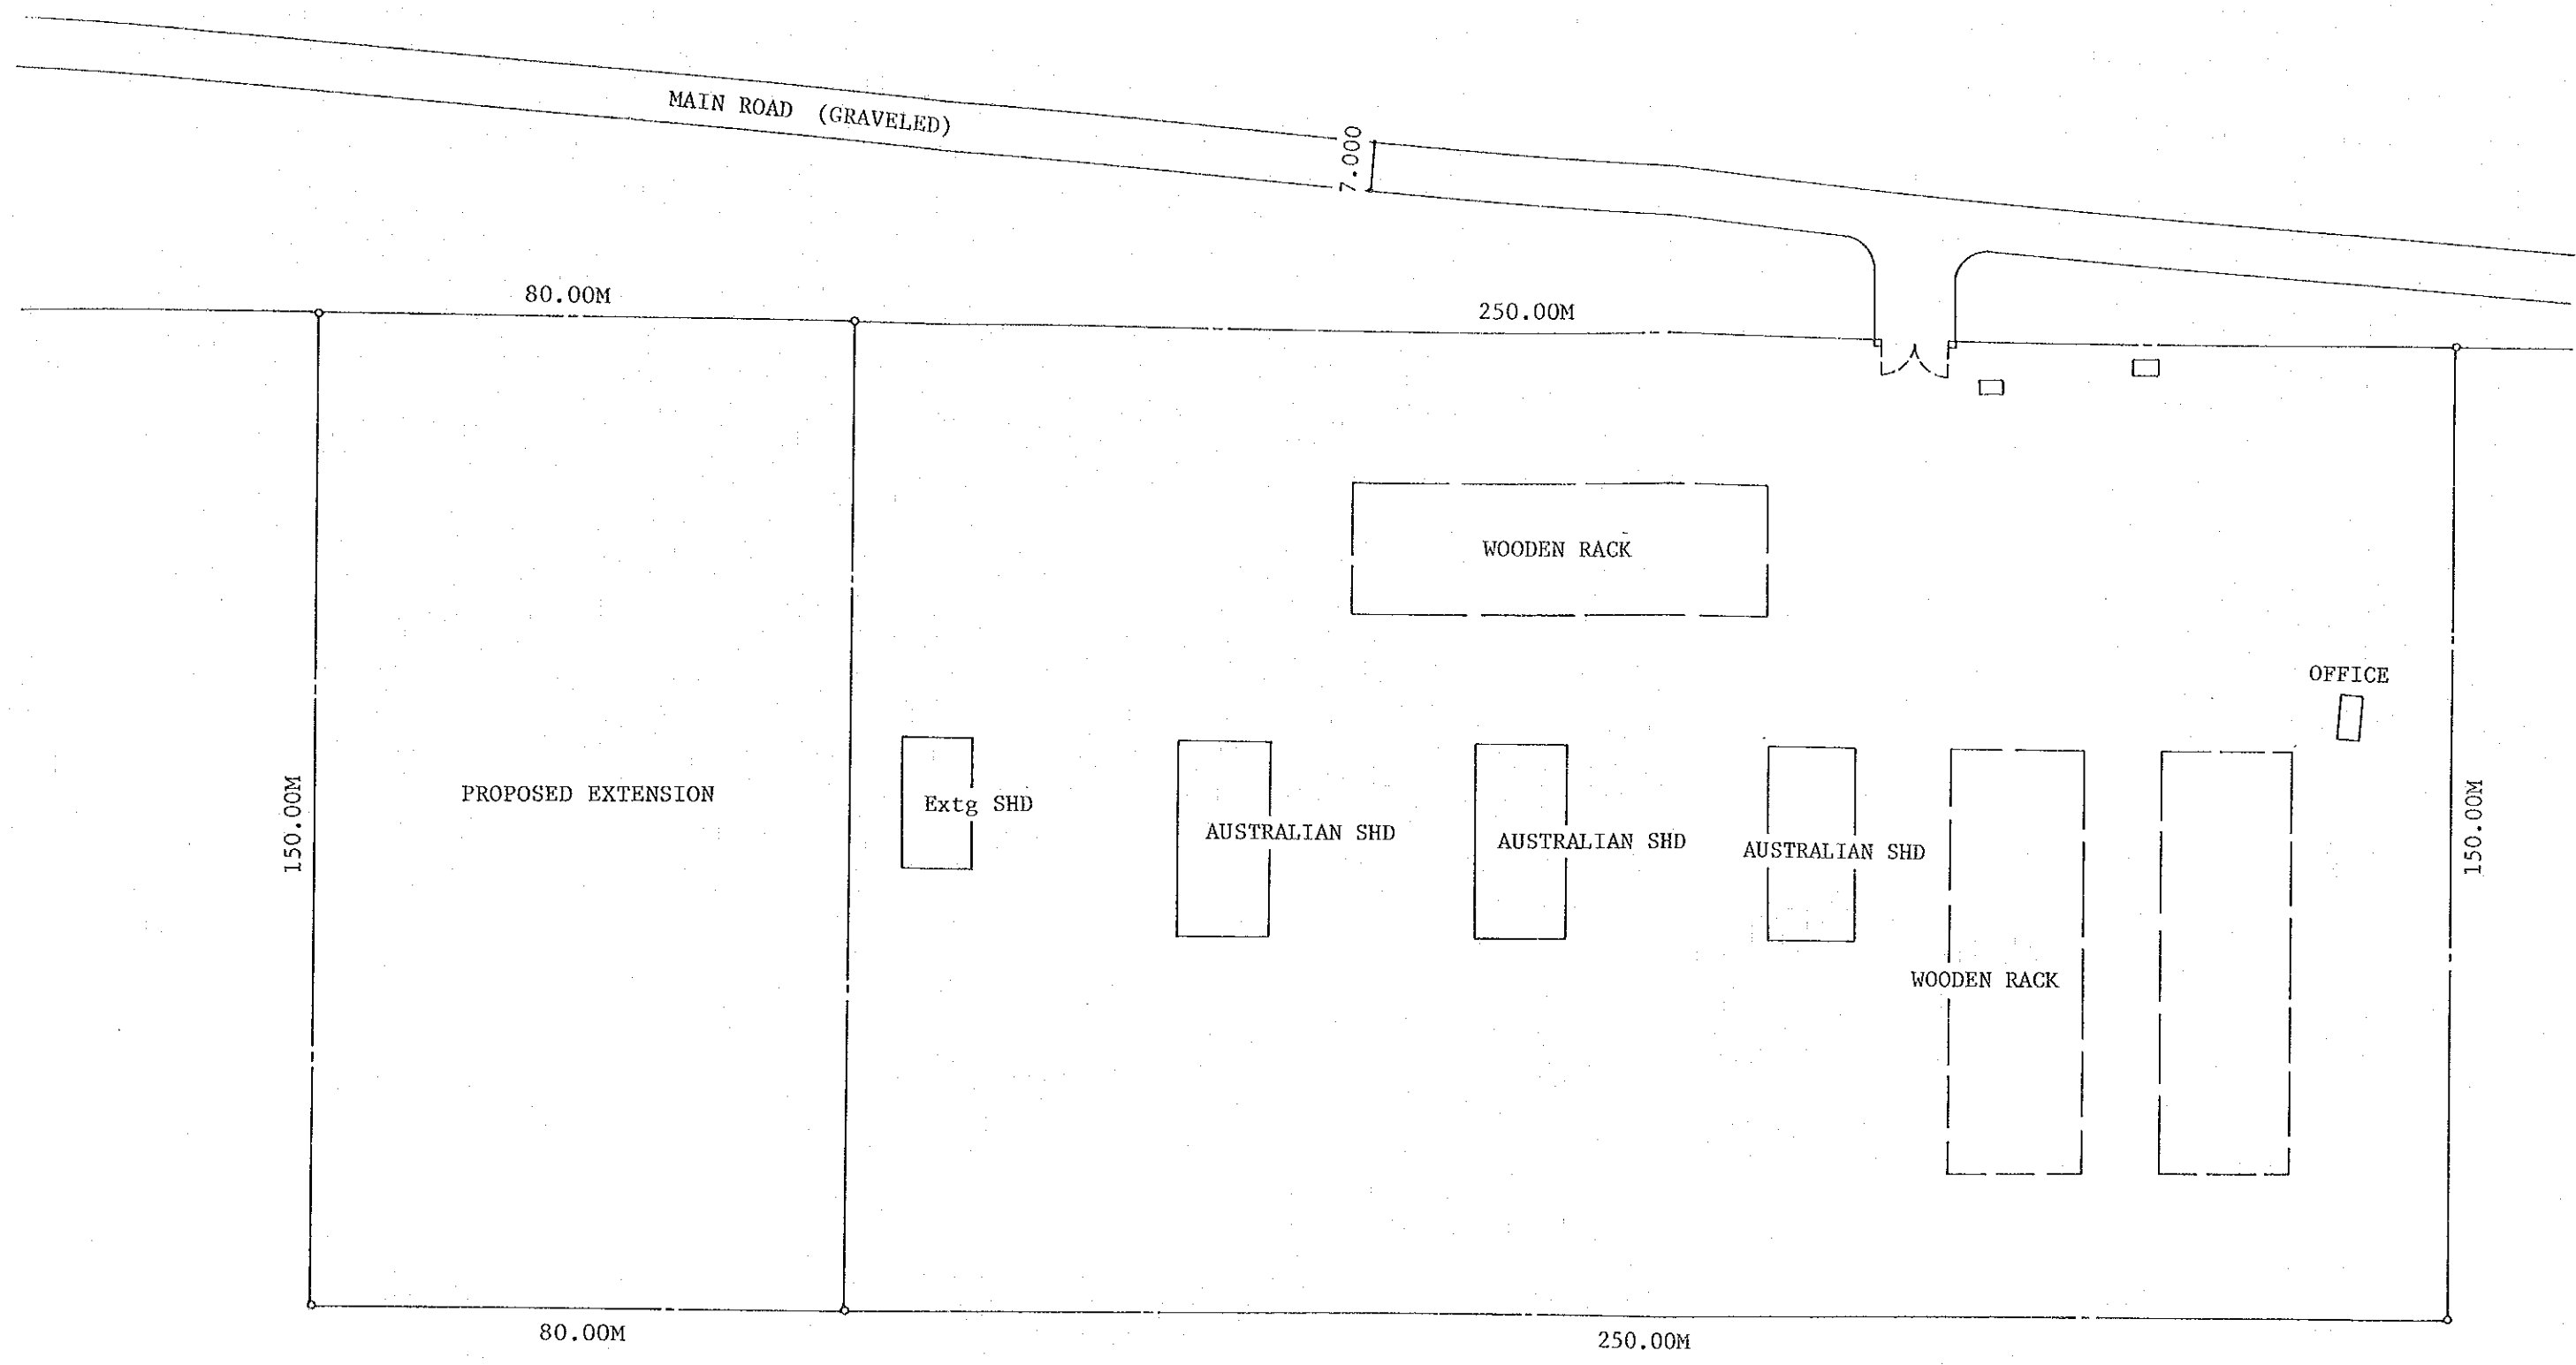 MAIN ROAD (GRAVELED)
7.000
80.00M
250.00M
WOODEN RACK
OFFICE
150.00M
PROPOSED EXTENSION
Extg SHD
AUSTRALIAN SHD
AUSTRALIAN SHD
AUSTRALIAN SHD
150.00M
WOODEN RACK
80.00M
250.00M